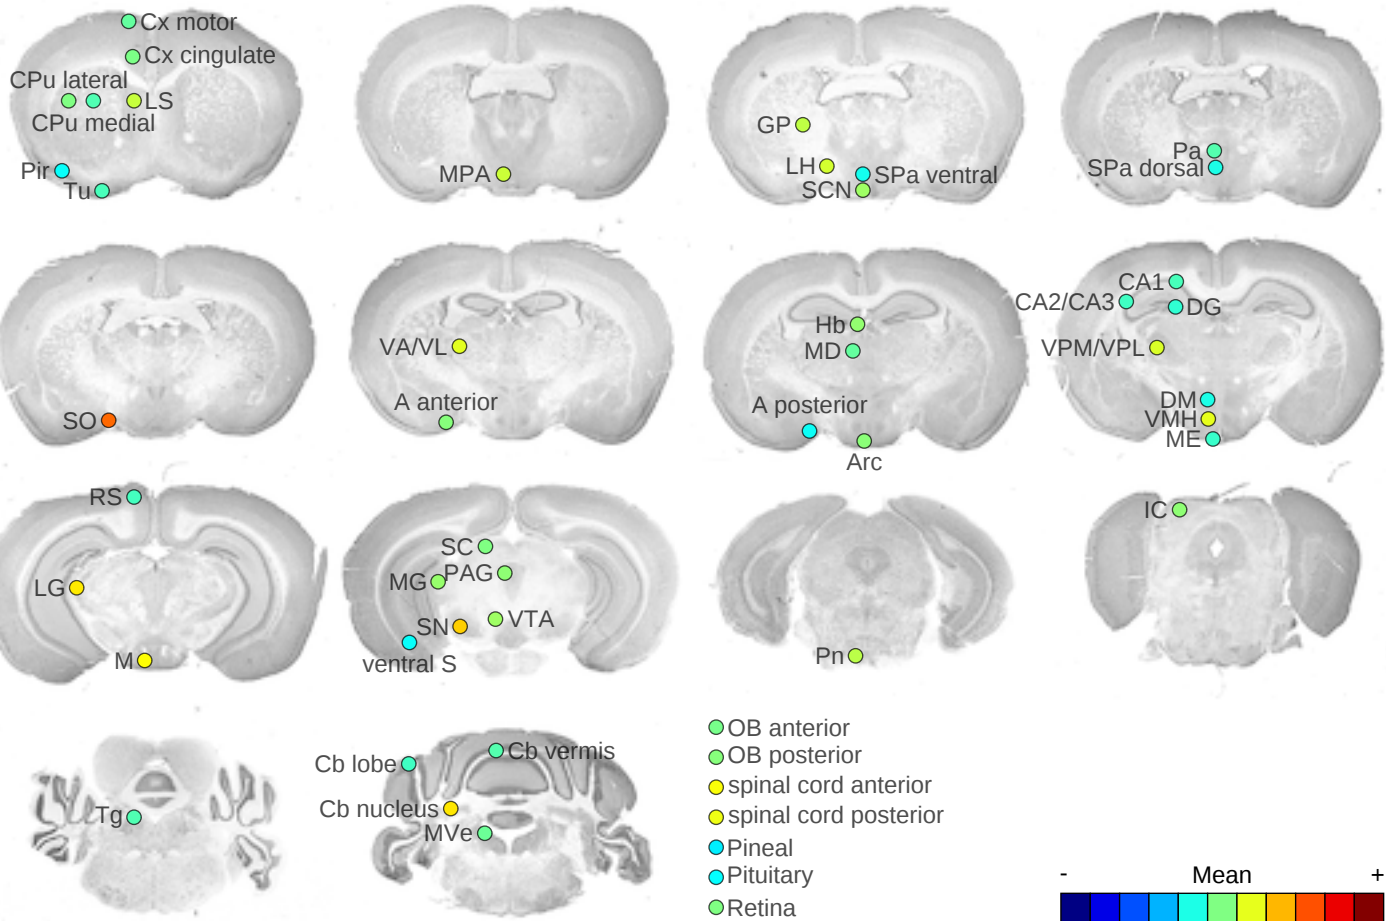 Cx motor
Cx cingulate
CPu lateral
LS
CPu medial
Pir
Tu
MPA
GP
LH
SPa ventral
SCN
Pa
SPa dorsal
SO
VA/VL
A anterior
Hb
MD
A posterior
Arc
CA1
CA2/CA3
DG
VPM/VPL
DM
VMH
ME
RS
LG
M
SC
PAG
MG
VTA
SN
ventral S
Pn
IC
Tg
Cb vermis
Cb lobe
Cb nucleus
MVe
OB anterior
OB posterior
spinal cord anterior
spinal cord posterior
Pineal
Pituitary
Retina
- Mean +